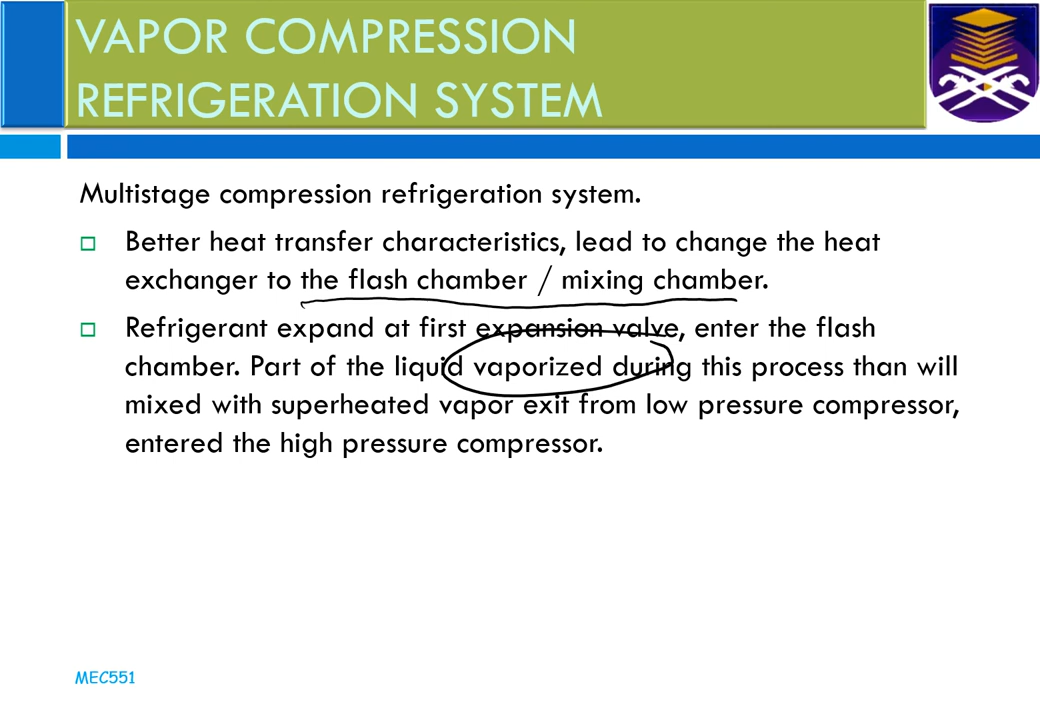 VAPOR COMPRESSION
REFRIGERATION SYSTEM
Multistage compression refrigeration system.
Better heat transfer characteristics, lead to change the heat
exchanger to the flash chamber / mixing chamber.
Refrigerant expand at first expansion valve, enter the flash
chamber. Part of the liquid vaporized during this process than will
mixed with superheated vapor exit from low pressure compressor,
entered the high pressure compressor.
MEC551